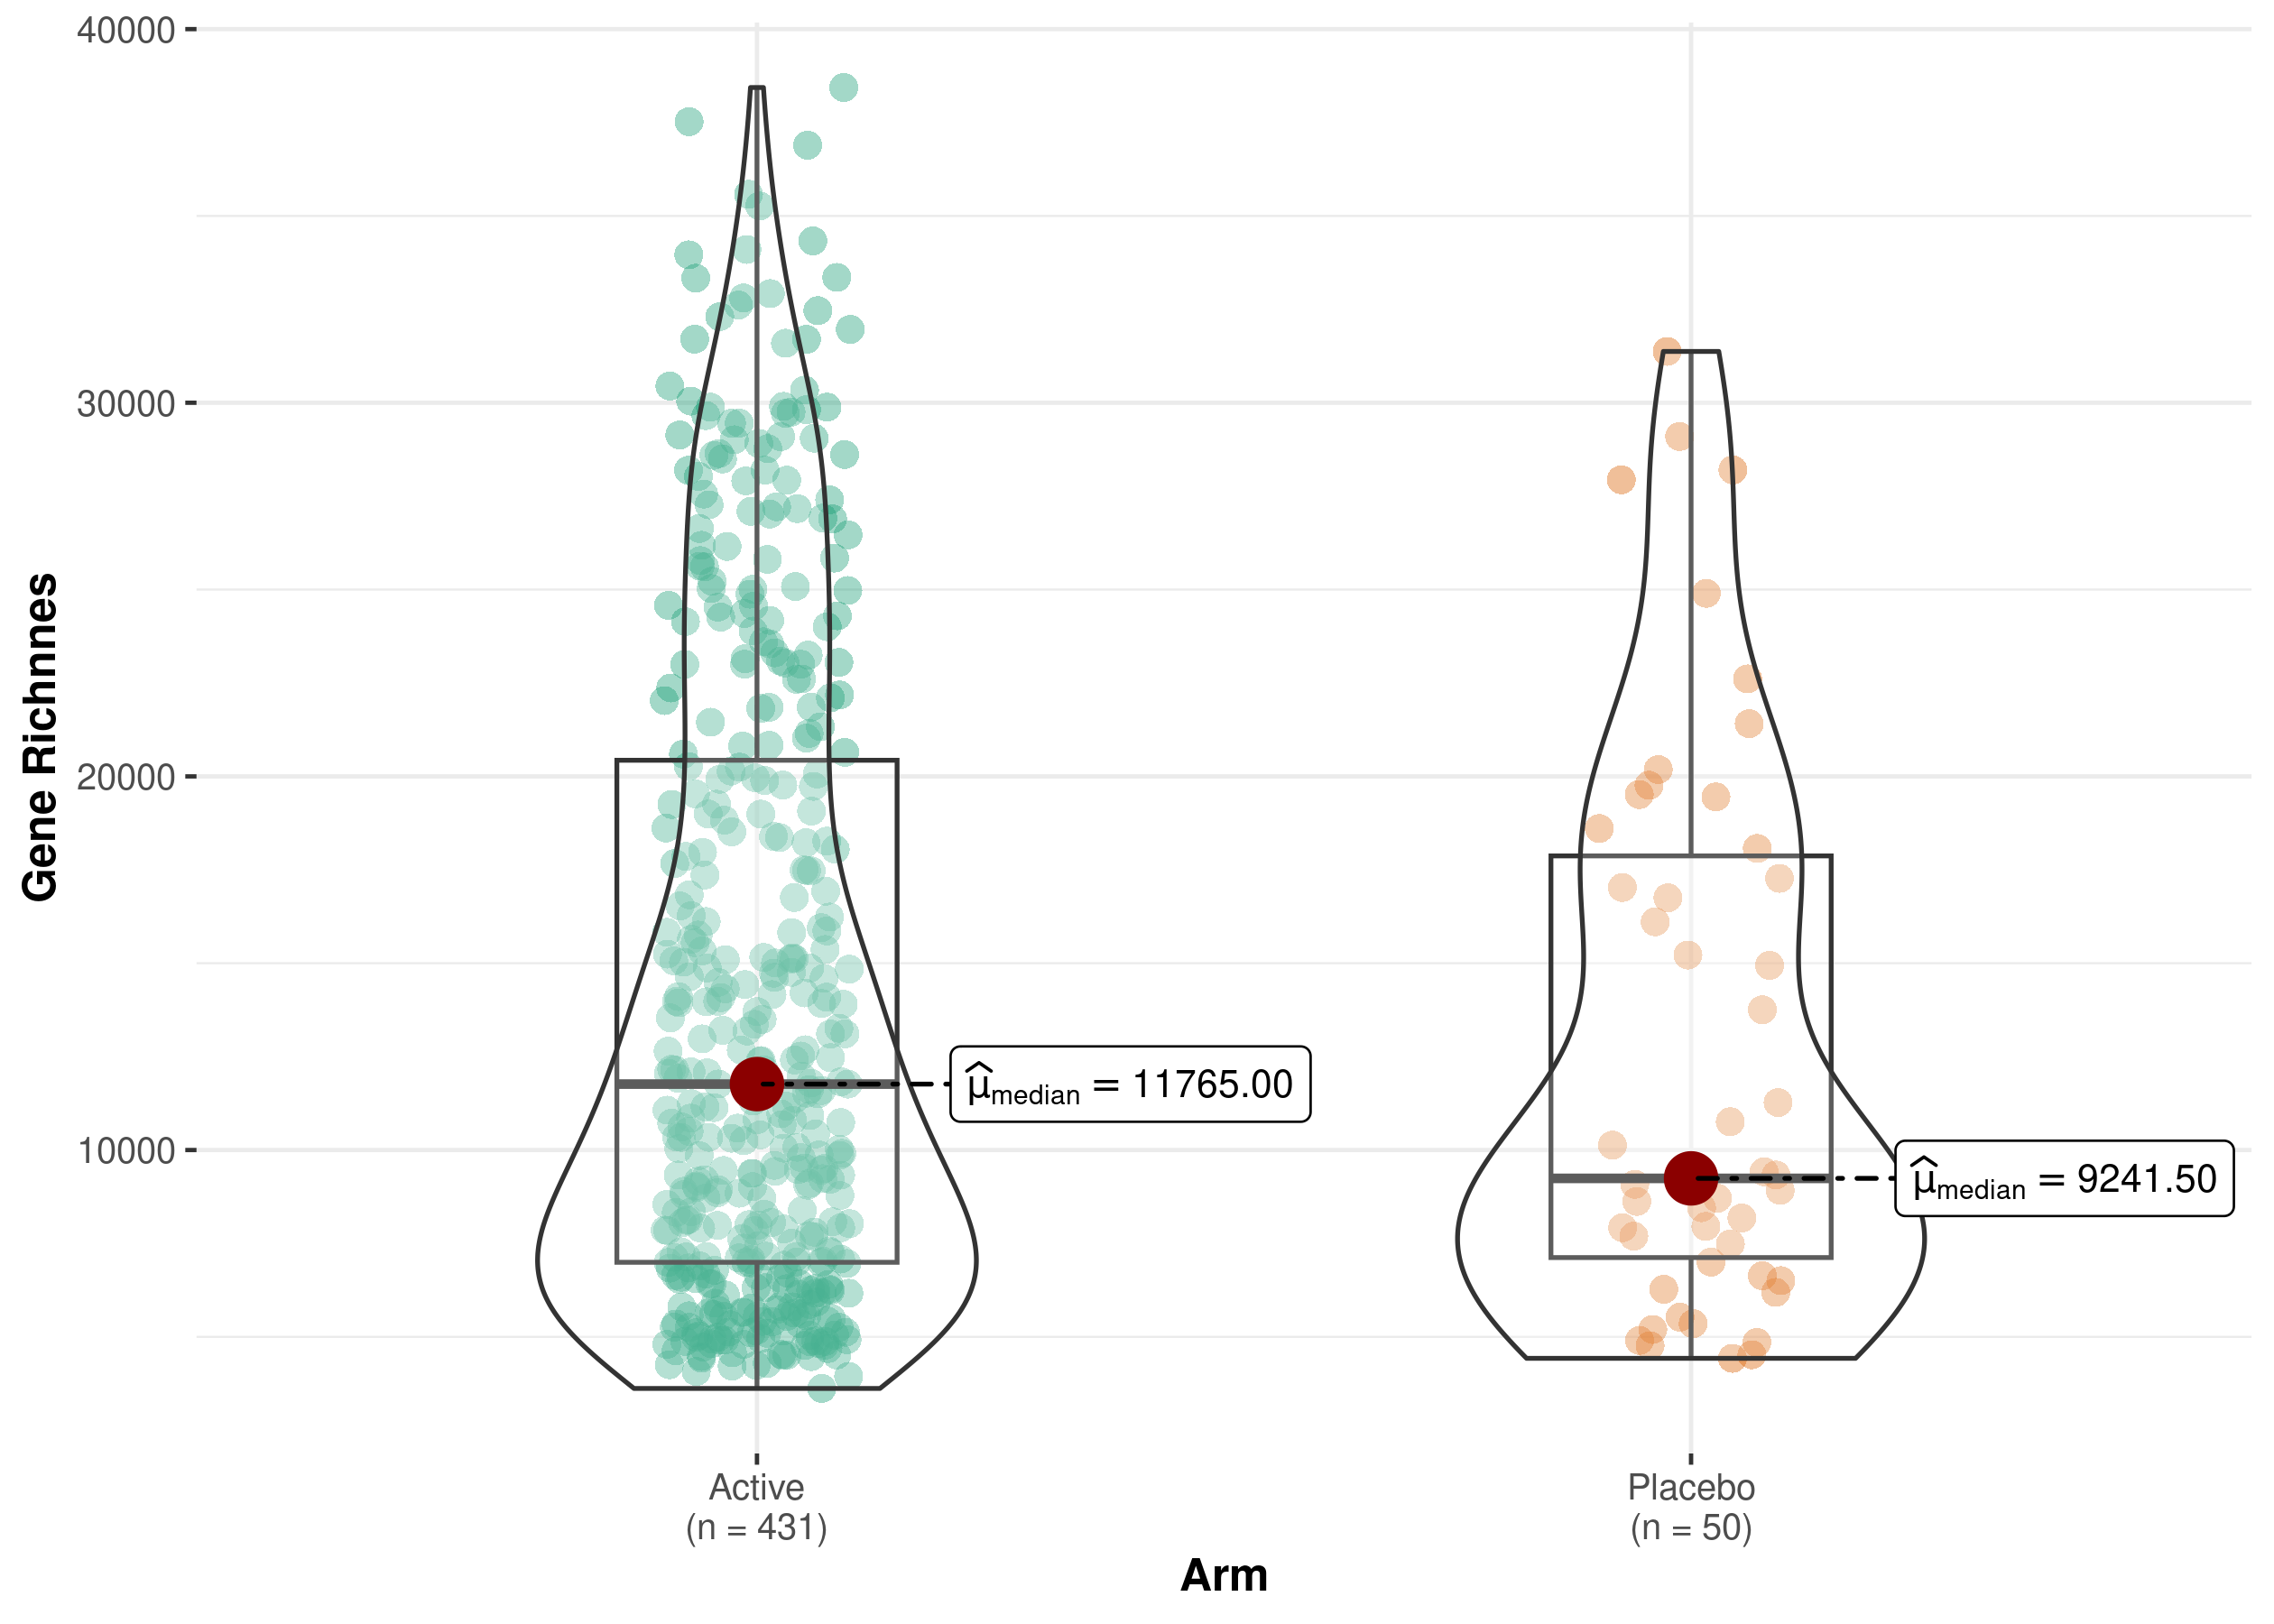 40000
30000
20000
10000
Gene Richnnes
μ̂median = 11765.00
μ̂median = 9241.50
Active
(n = 431)
Placebo
(n = 50)
Arm